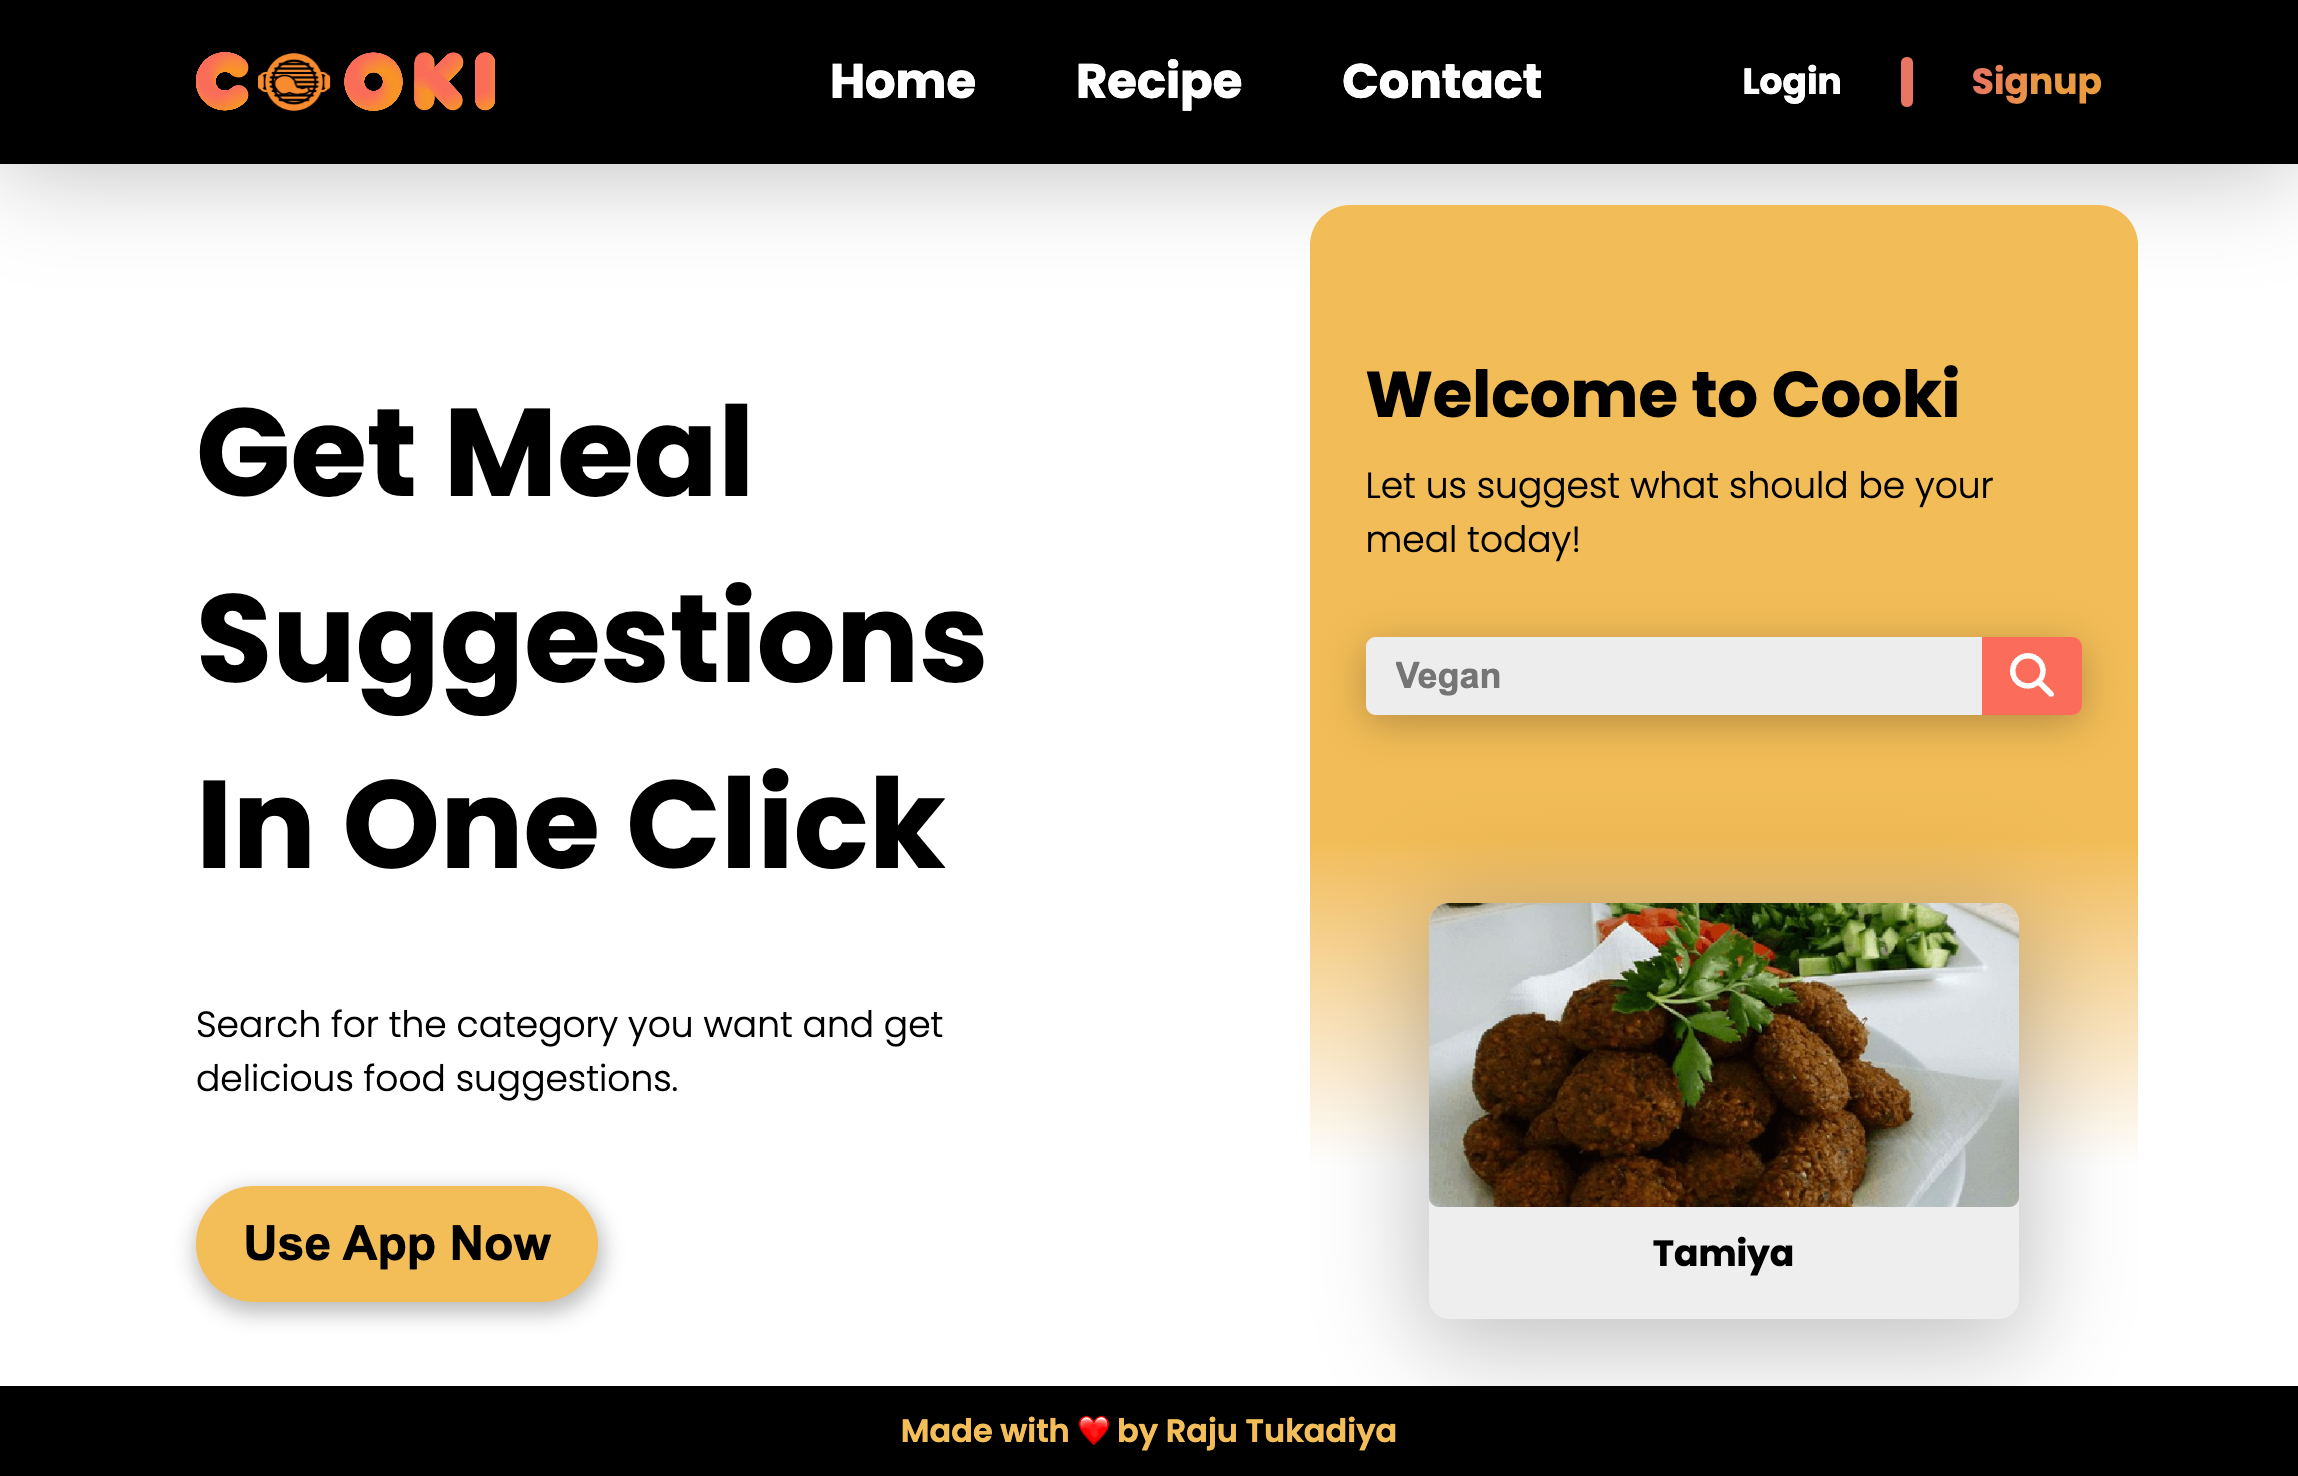 COOKI
Home
Recipe
Contact
Login
Signup
Get Meal
Suggestions
In One Click
Search for the category you want and get
delicious food suggestions.
Use App Now
Welcome to Cooki
Let us suggest what should be your
meal today!
Vegan
Tamiya
Made with ❤️ by Raju Tukadiya